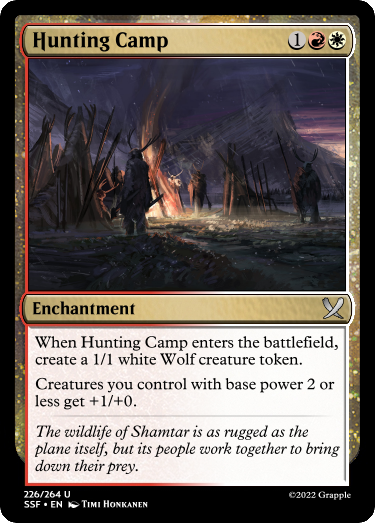 Hunting Camp 1
Enchantment
When Hunting Camp enters the battlefield,
create a 1/1 white Wolf creature token.
Creatures you control with base power 2 or
less get +1/+0.
The wildlife of Shamtar is as rugged as the
plane itself, but its people work together to bring
down their prey.
226/264 U
SSF • EN Timi Honkanen
©2022 Grapple